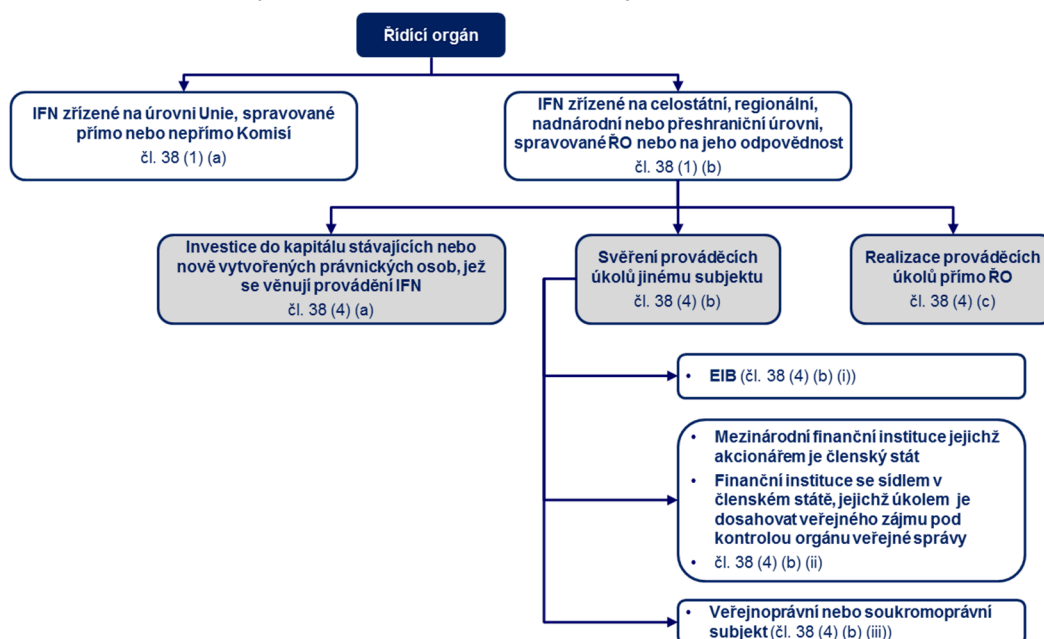 Řídící orgán
IFN zřízené na úrovni Unie, spravované
přímo nebo nepřímo Komisí
čl. 38 (1) (a)
IFN zřízené na celostátní, regionální,
nadnárodní nebo přeshraniční úrovni,
spravované ŘO nebo na jeho odpovědnost
čl. 38 (1) (b)
Investice do kapitálu stávajících nebo
nově vytvořených právnických osob, jež
se věnují provádění IFN
čl. 38 (4) (a)
Svěření prováděcích
úkolů jinému subjektu
čl. 38 (4) (b)
Realizace prováděcích
úkolů přímo ŘO
čl. 38 (4) (c)
• EIB (čl. 38 (4) (b) (i))
• Mezinárodní finanční instituce jejichž
akcionářem je členský stát
• Finanční instituce se sídlem v
členském státě, jejichž úkolem je
dosahovat veřejného zájmu pod
kontrolou orgánu veřejné správy
• čl. 38 (4) (b) (ii)
• Veřejnoprávní nebo soukromoprávní
subjekt (čl. 38 (4) (b) (iii))